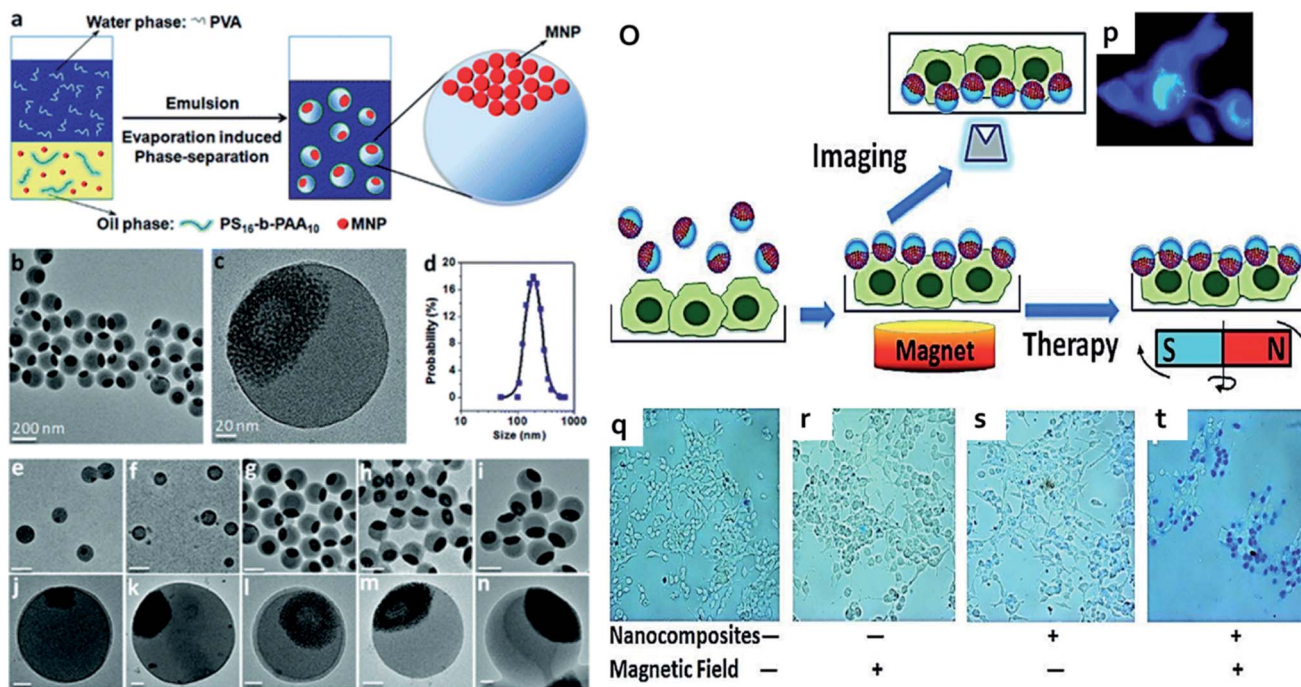 a
Water phase: PVA
Emulsion
Evaporation induced
Phase-separation
MNP
Oil phase: PS16-b-PAA10 MNP
b
200 nm
c
20 nm
d
20
18
16
12
8
4
0
Probability (%)
10 100 1000
Size (nm)
e
f
g
h
i
j
k
l
m
n
O
p
Imaging
Magnet
Therapy
S N
q
r
s
t
Nanocomposites — — + +
Magnetic Field — + — +